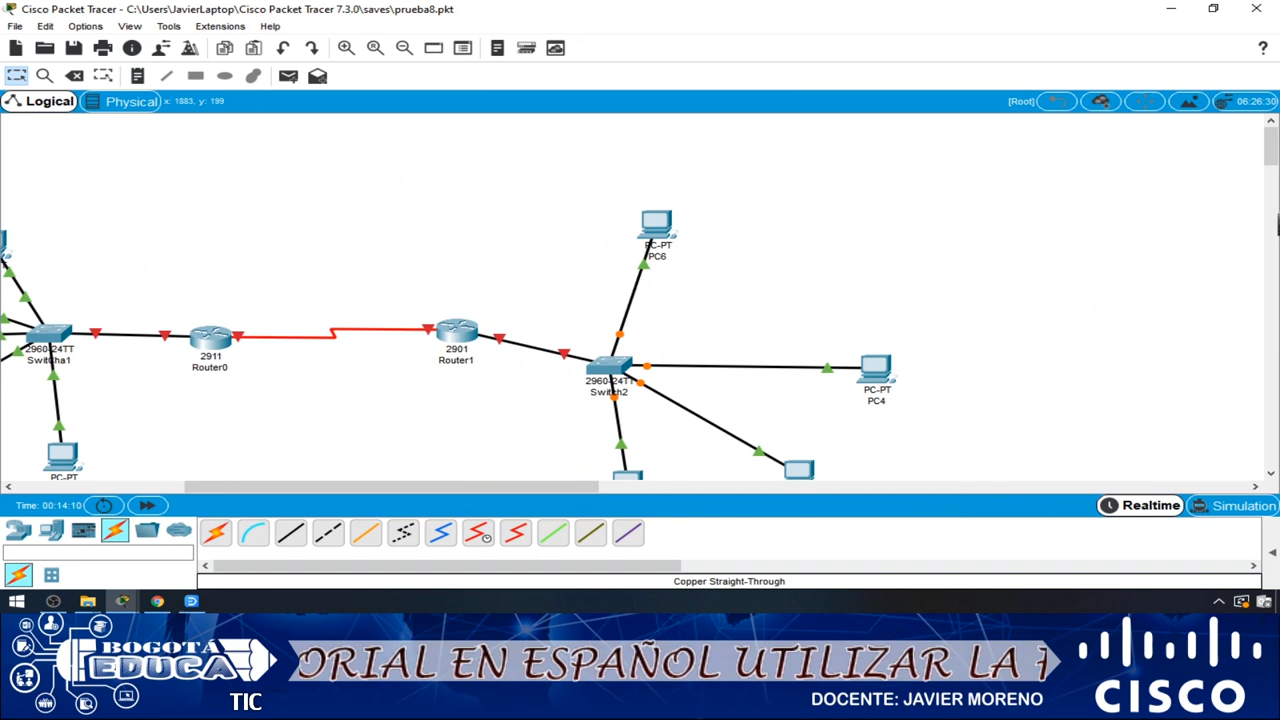 Cisco Packet Tracer - C:\Users\JavierLaptop\Cisco Packet Tracer 7.3.0\saves\prueba8.pkt
File Edit Options View Tools Extensions Help
Logical Physical x: 1883, y: 199 [Root] 06:26:30
PC-PT
PC6
2960-24TT
Switcha1
2911
Router0
2901
Router1
2960-24TT
Switch2
PC-PT
PC4
PC-PT
Time: 00:14:10 Realtime Simulation
Copper Straight-Through
BOGOTÁ
EDUCA
TIC
ORIAL EN ESPAÑOL UTILIZAR LA
DOCENTE: JAVIER MORENO
CISCO